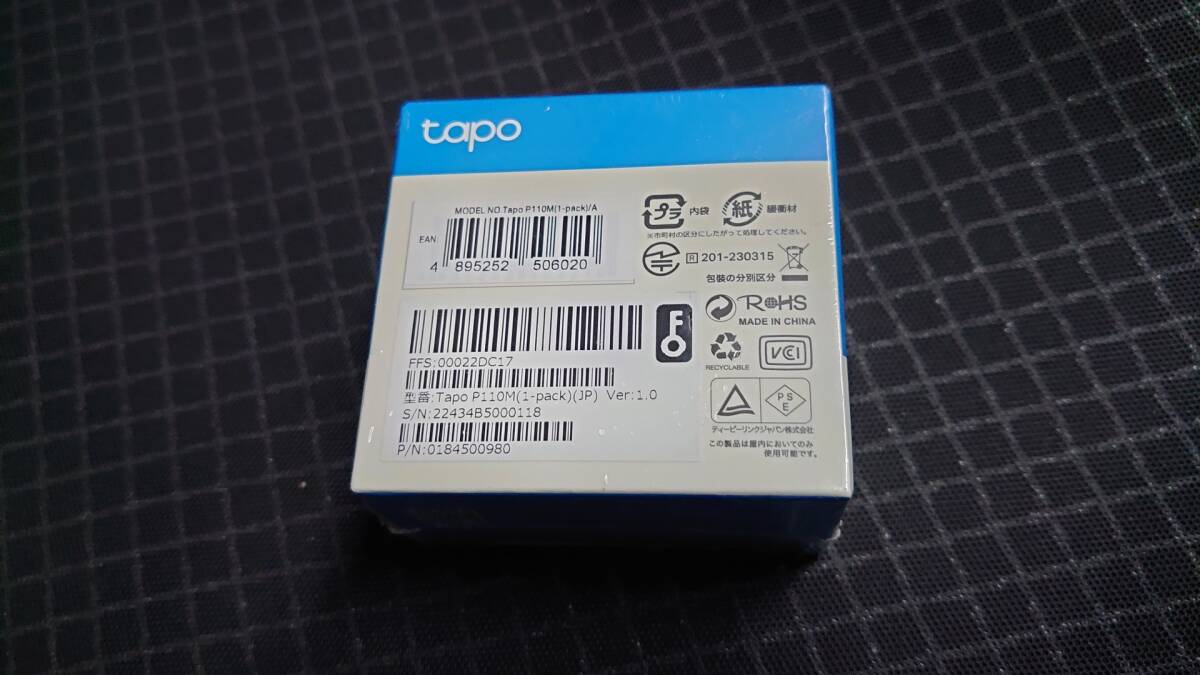 tapo
MODEL NO.Tapo P110M(1-pack)/A
EAN:
4 895252 506020
FFS:00022DC17
型番:Tapo P110M(1-pack)(JP) Ver:1.0
S/N:22434B5000118
P/N:0184500980
F
プラ 内袋 紙 緩衝材
※市町村の区分にしたがって処理してください。
R 201-230315
包装の分別区分
RoHS
MADE IN CHINA
RECYCLABLE
VCCI
PSE
ティーピーリンクジャパン株式会社
この製品は屋内においてのみ
使用可能です。